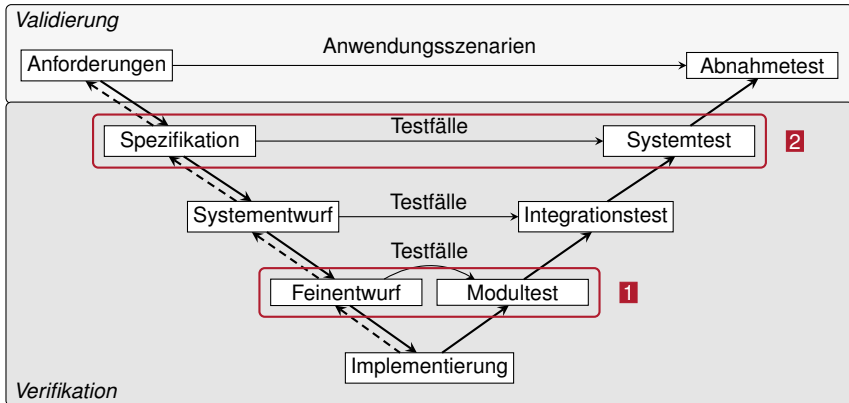 Validierung
Anwendungsszenarien
Anforderungen
Abnahmetest
Testfälle
Spezifikation
Systemtest
2
Testfälle
Systementwurf
Integrationstest
Testfälle
Feinentwurf
Modultest
1
Implementierung
Verifikation